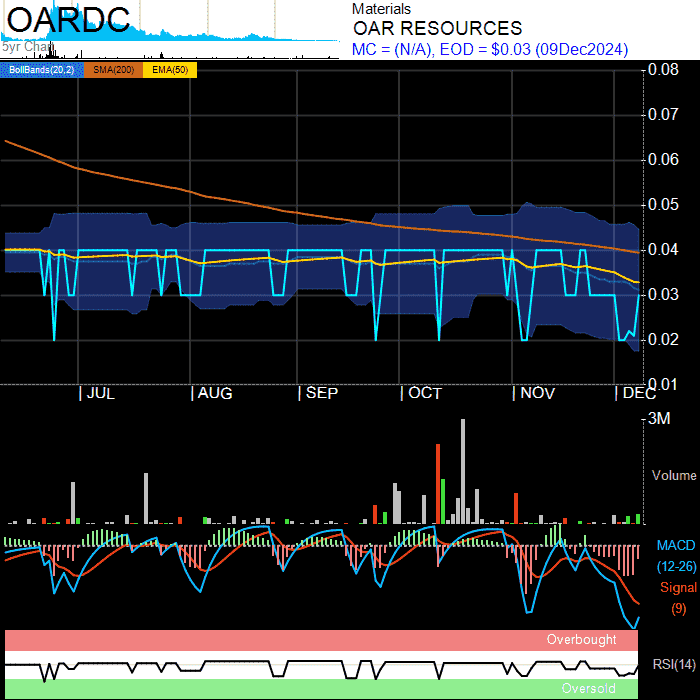 OARDC
5yr Chart
Materials
OAR RESOURCES
MC = (N/A), EOD = $0.03 (09Dec2024)
BollBands(20,2) SMA(200) EMA(50)
0.08
0.07
0.06
0.05
0.04
0.03
0.02
0.01
JUL AUG SEP OCT NOV DEC
3M
Volume
MACD
(12-26)
Signal
(9)
Overbought
RSI(14)
Oversold